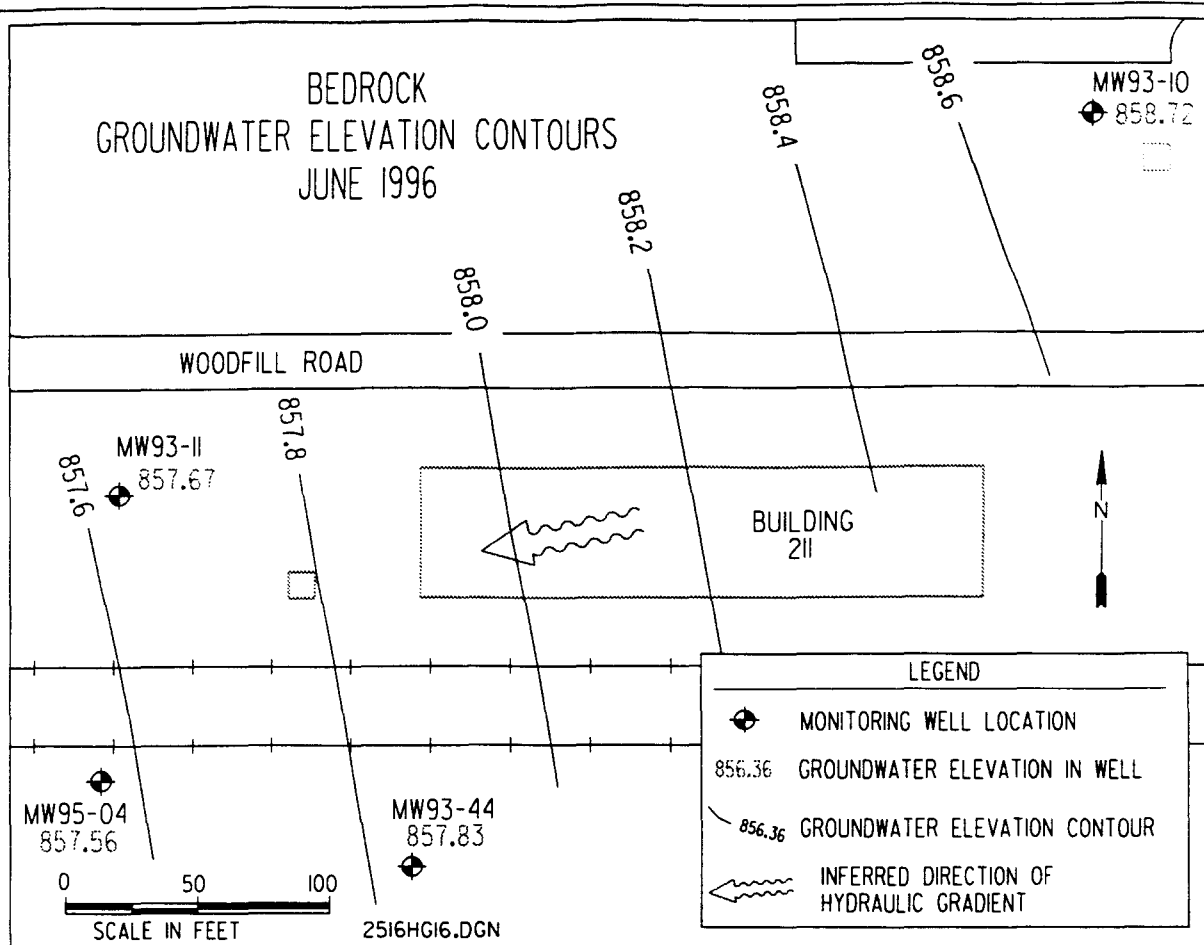 BEDROCK
GROUNDWATER ELEVATION CONTOURS
JUNE 1996
858.6
MW93-10
858.72
858.4
858.2
858.0
WOODFILL ROAD
857.8
MW93-11
857.67
857.6
BUILDING
211
N
LEGEND
MONITORING WELL LOCATION
856.36 GROUNDWATER ELEVATION IN WELL
856.36 GROUNDWATER ELEVATION CONTOUR
INFERRED DIRECTION OF
HYDRAULIC GRADIENT
MW95-04
857.56
MW93-44
857.83
0 50 100
SCALE IN FEET
2516HG16.DGN